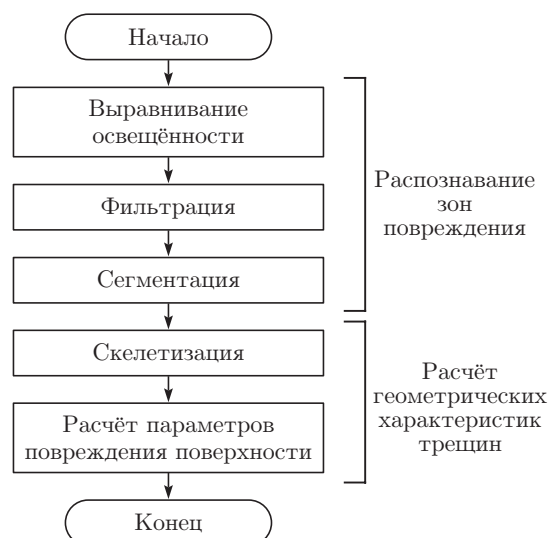 Начало
Выравнивание
освещённости
Фильтрация
Сегментация
Распознавание
зон
повреждения
Скелетизация
Расчёт параметров
повреждения поверхности
Расчёт
геометрических
характеристик
трещин
Конец